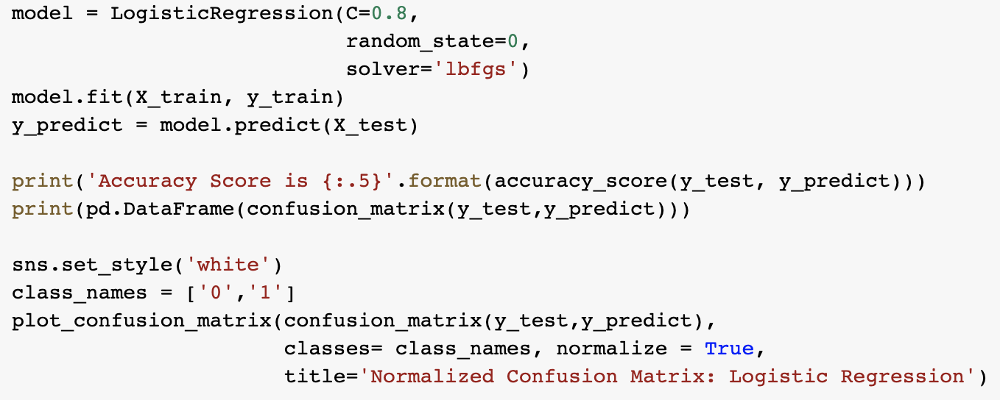 model = LogisticRegression(C=0.8,
                           random_state=0,
                           solver='lbfgs')
model.fit(X_train, y_train)
y_predict = model.predict(X_test)

print('Accuracy Score is {:.5}'.format(accuracy_score(y_test, y_predict)))
print(pd.DataFrame(confusion_matrix(y_test,y_predict)))

sns.set_style('white')
class_names = ['0','1']
plot_confusion_matrix(confusion_matrix(y_test,y_predict),
                      classes= class_names, normalize = True,
                      title='Normalized Confusion Matrix: Logistic Regression')